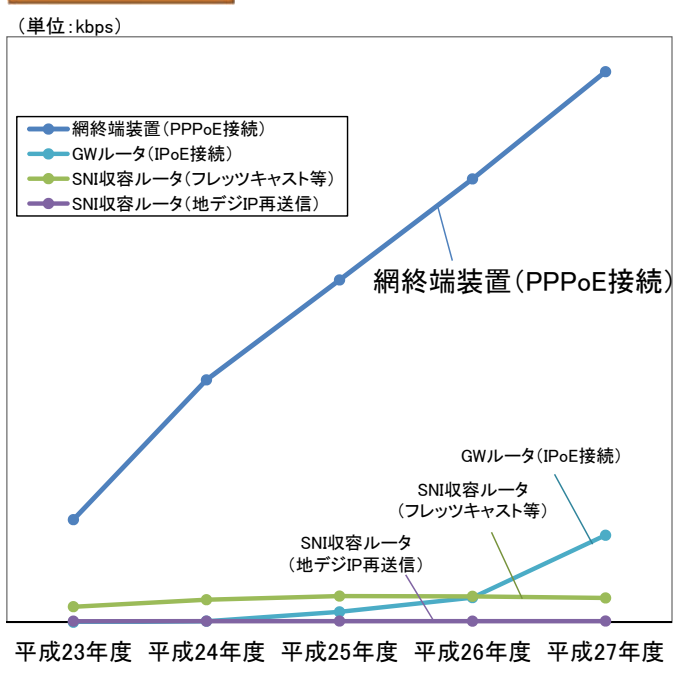 (単位:kbps)
網終端装置(PPPoE接続)
GWルータ(IPoE接続)
SNI収容ルータ(フレッツキャスト等)
SNI収容ルータ(地デジIP再送信)
網終端装置(PPPoE接続)
GWルータ(IPoE接続)
SNI収容ルータ
(フレッツキャスト等)
SNI収容ルータ
(地デジIP再送信)
平成23年度 平成24年度 平成25年度 平成26年度 平成27年度